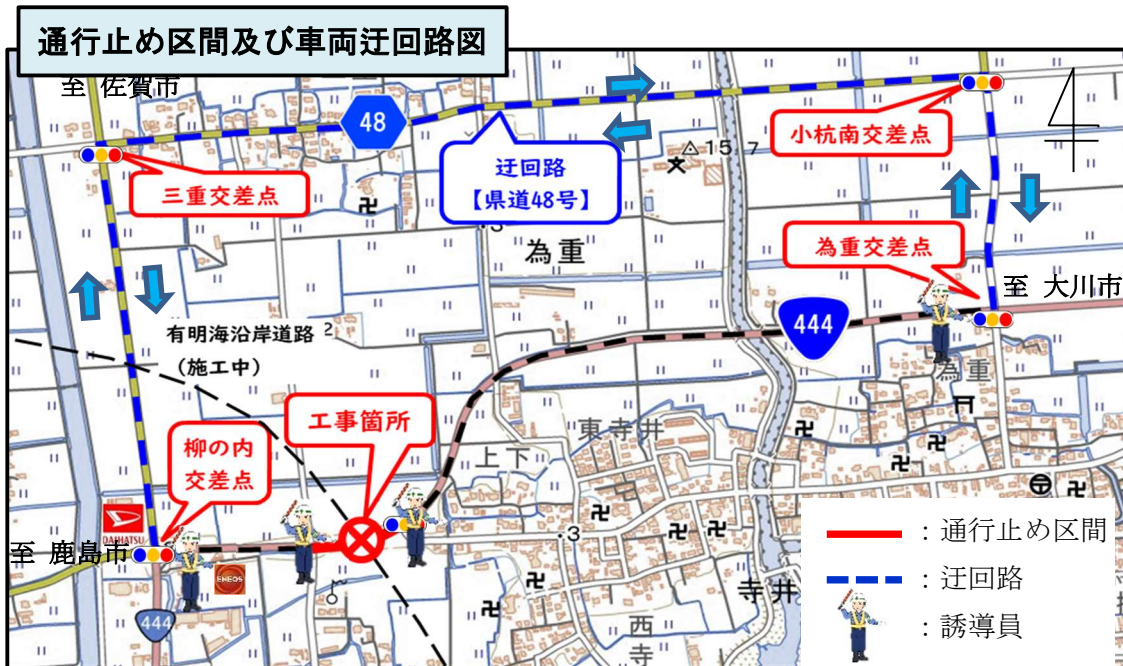 通行止め区間及び車両迂回路図
至 佐賀市
48
小杭南交差点
15.7
迂回路
【県道48号】
三重交差点
為重
為重交差点
至 大川市
444
有明海沿岸道路
(施工中)
2
為重
工事箇所
東寺井
柳の内
交差点
上下
DAIHATSU
至 鹿島市
・3
ENEOS
寺井
444
西
寺
:通行止め区間
:迂回路
:誘導員